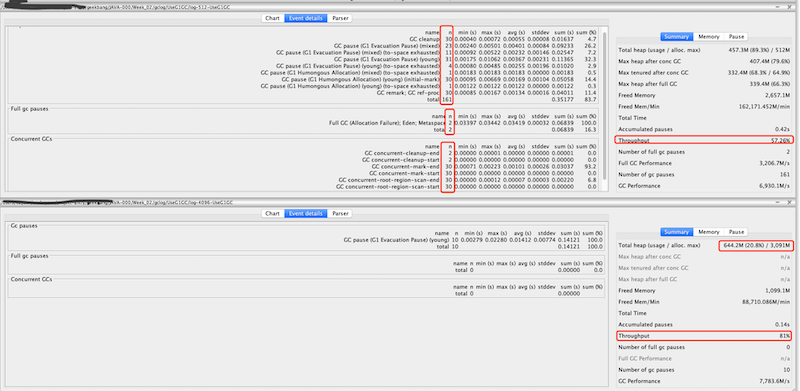 geekbang/JAVA-000/Week_02/gclog/UseG1GC/log-512-UseG1GC
Chart Event details Parser
name n min (s) max (s) avg (s) stddev sum (s) sum (%)
GC cleanup 30 0.00040 0.00072 0.00055 0.00008 0.01637 4.7
GC pause (G1 Evacuation Pause) (mixed) 23 0.00240 0.00501 0.00401 0.00084 0.09233 26.2
GC pause (G1 Evacuation Pause) (mixed) (to-space exhausted) 11 0.00092 0.00522 0.00232 0.00146 0.02547 7.2
GC pause (G1 Evacuation Pause) (young) 31 0.00175 0.01062 0.00367 0.00231 0.11365 32.3
GC pause (G1 Evacuation Pause) (young) (to-space exhausted) 4 0.00080 0.00485 0.00255 0.00196 0.01020 2.9
GC pause (G1 Humongous Allocation) (mixed) (to-space exhausted) 1 0.00183 0.00183 0.00183 0.00000 0.00183 0.5
GC pause (G1 Humongous Allocation) (young) (initial-mark) 30 0.00095 0.00669 0.00169 0.00104 0.05058 14.4
GC pause (G1 Humongous Allocation) (young) (to-space exhausted) 1 0.00122 0.00122 0.00122 0.00000 0.00122 0.3
GC remark; GC ref-proc 30 0.00085 0.00167 0.00134 0.00016 0.04011 11.4
total 161 0.35177 83.7
Full gc pauses
name n min (s) max (s) avg (s) stddev sum (s) sum (%)
Full GC (Allocation Failure); Eden; Metaspace 2 0.03397 0.03442 0.03419 0.00032 0.06839 100.0
total 2 0.06839 16.3
Concurrent GCs
name n min (s) max (s) avg (s) stddev sum (s) sum (%)
GC concurrent-cleanup-end 2 0.00000 0.00001 0.00000 0.00000 0.00001 0.0
GC concurrent-cleanup-start 2 0.00000 0.00000 0.00000 0.00000 0.00000 0.0
GC concurrent-mark-end 30 0.00071 0.00223 0.00101 0.00026 0.03037 93.2
GC concurrent-mark-start 30 0.00000 0.00000 0.00000 0.00000 0.00000 0.0
GC concurrent-root-region-scan-end 30 0.00001 0.00012 0.00007 0.00003 0.00220 6.8
GC concurrent-root-region-scan-start 30 0.00000 0.00000 0.00000 0.00000 0.00000 0.0
Summary Memory Pause
Total heap (usage / alloc. max) 457.3M (89.3%) / 512M
Max heap after conc GC 407.4M (79.6%)
Max tenured after conc GC 332.4M (68.3% / 64.9%)
Max heap after full GC 339.4M (66.3%)
Freed Memory 2,657.1M
Freed Mem/Min 162,171.452M/min
Total Time
Accumulated pauses 0.42s
Throughput 57.26%
Number of full gc pauses 2
Full GC Performance 3,206.7M/s
Number of gc pauses 161
GC Performance 6,930.1M/s
JAVA-000/Week_02/gclog/UseG1GC/log-4096-UseG1GC
Chart Event details Parser
Gc pauses
name n min (s) max (s) avg (s) stddev sum (s) sum (%)
GC pause (G1 Evacuation Pause) (young) 10 0.00279 0.02280 0.01412 0.00774 0.14121 100.0
total 10 0.14121 100.0
Full gc pauses
name n min (s) max (s) avg (s) stddev sum (s) sum (%)
total 0 0.00000 0.0
Concurrent GCs
name n min (s) max (s) avg (s) stddev sum (s) sum (%)
total 0 0.00000
Summary Memory Pause
Total heap (usage / alloc. max) 644.2M (20.8%) / 3,091M
Max heap after conc GC n/a
Max tenured after conc GC n/a
Max heap after full GC n/a
Freed Memory 1,099.1M
Freed Mem/Min 88,710.086M/min
Total Time
Accumulated pauses 0.14s
Throughput 81%
Number of full gc pauses 0
Full GC Performance n/a
Number of gc pauses 10
GC Performance 7,783.6M/s